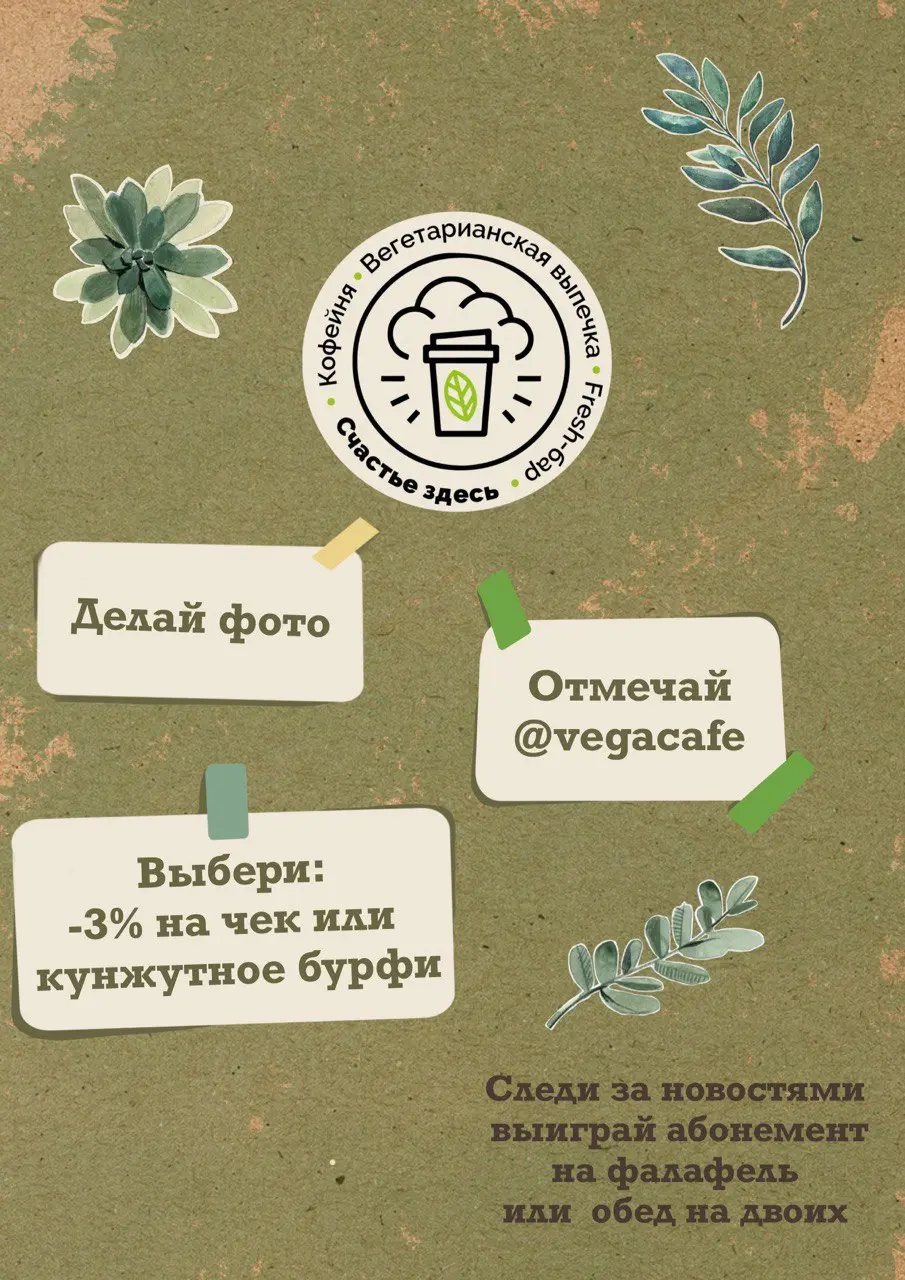 Кофейня • Вегетарианская выпечка • Fresh-бар •
Счастье здесь
Делай фото
Отмечай
@vegacafe
Выбери:
-3% на чек или
кунжутное бурфи
Следи за новостями
выиграй абонемент
на фалафель
или обед на двоих